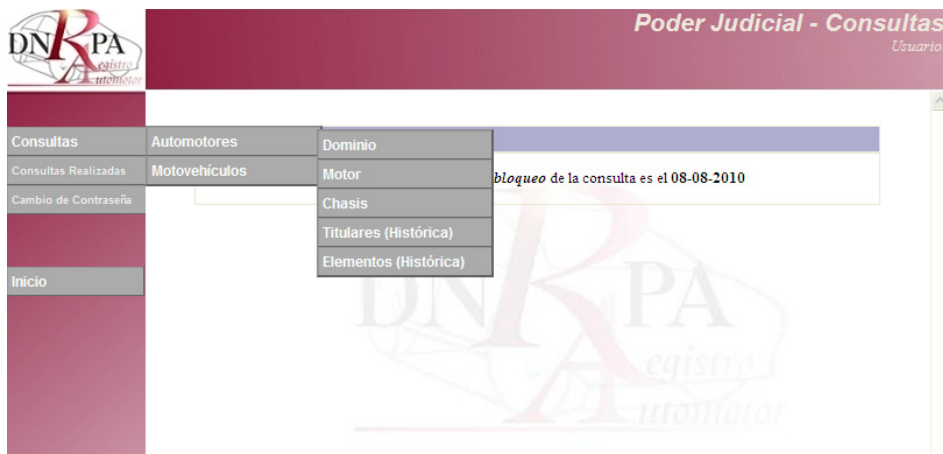 DNRPA
Registro
Automotor
Poder Judicial - Consultas
Usuario
Consultas
Consultas Realizadas
Cambio de Contraseña
Inicio
Automotores
Motovehículos
Dominio
Motor
Chasis
Titulares (Histórica)
Elementos (Histórica)
bloqueo de la consulta es el 08-08-2010
DNRPA
Registro
Automotor